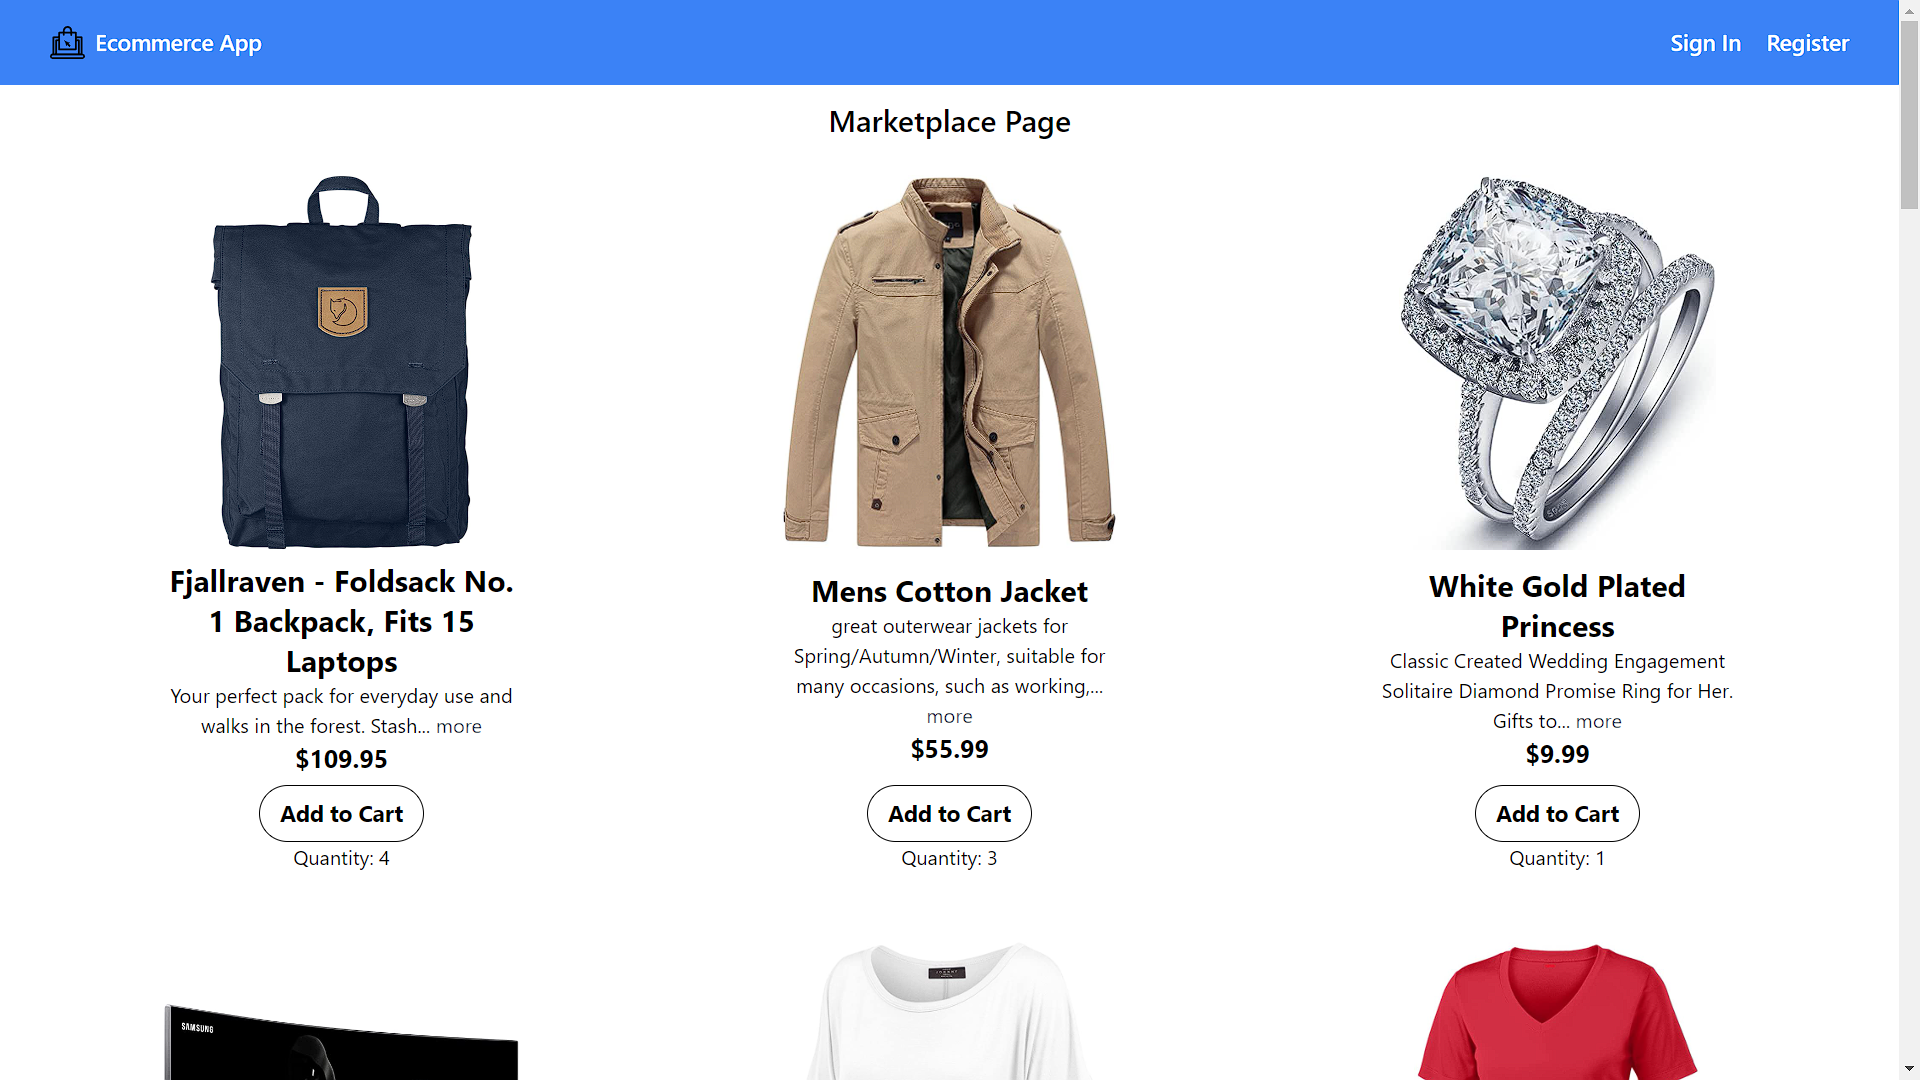 Ecommerce App
Sign In
Register
Marketplace Page
Fjallraven - Foldsack No.
1 Backpack, Fits 15
Laptops
Your perfect pack for everyday use and
walks in the forest. Stash... more
$109.95
Add to Cart
Quantity: 4
Mens Cotton Jacket
great outerwear jackets for
Spring/Autumn/Winter, suitable for
many occasions, such as working,...
more
$55.99
Add to Cart
Quantity: 3
White Gold Plated
Princess
Classic Created Wedding Engagement
Solitaire Diamond Promise Ring for Her.
Gifts to... more
$9.99
Add to Cart
Quantity: 1
SAMSUNG